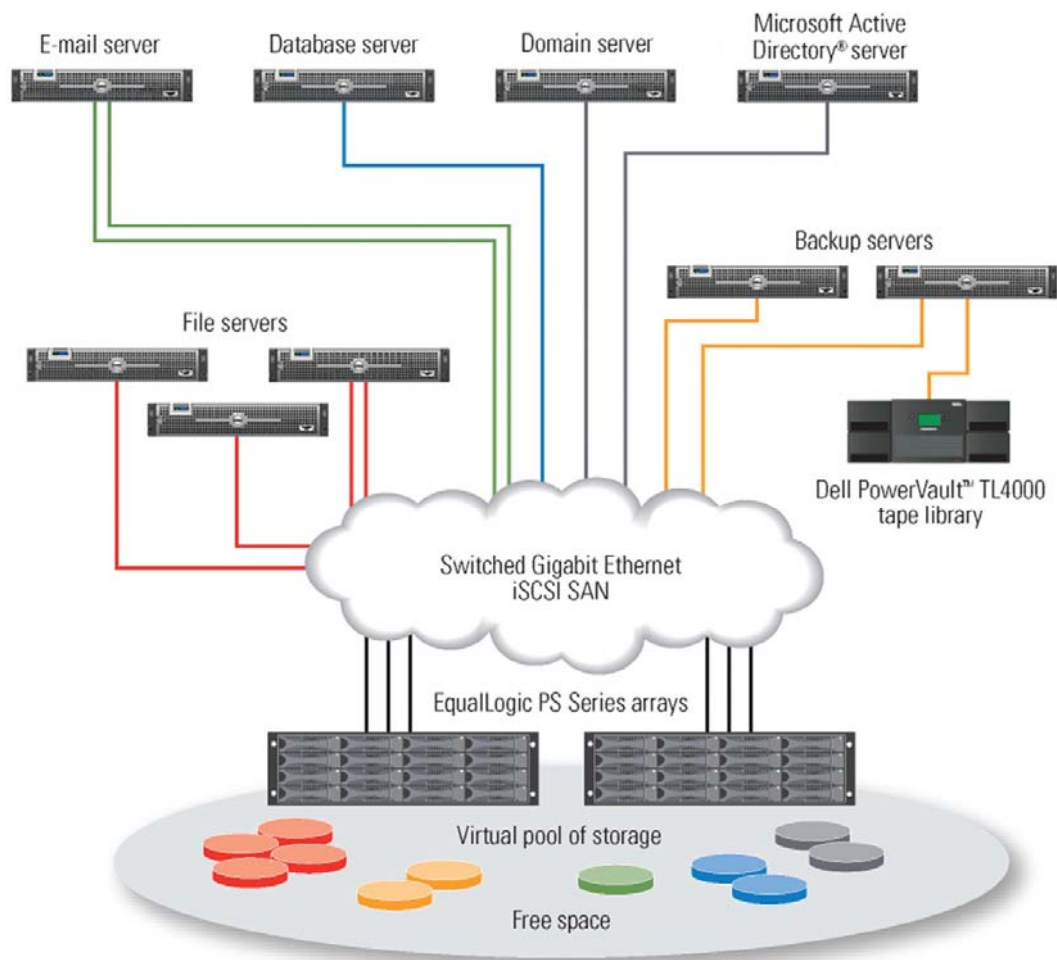 E-mail server
Database server
Domain server
Microsoft Active
Directory® server
Backup servers
File servers
Dell PowerVault™ TL4000
tape library
Switched Gigabit Ethernet
iSCSI SAN
EqualLogic PS Series arrays
Virtual pool of storage
Free space